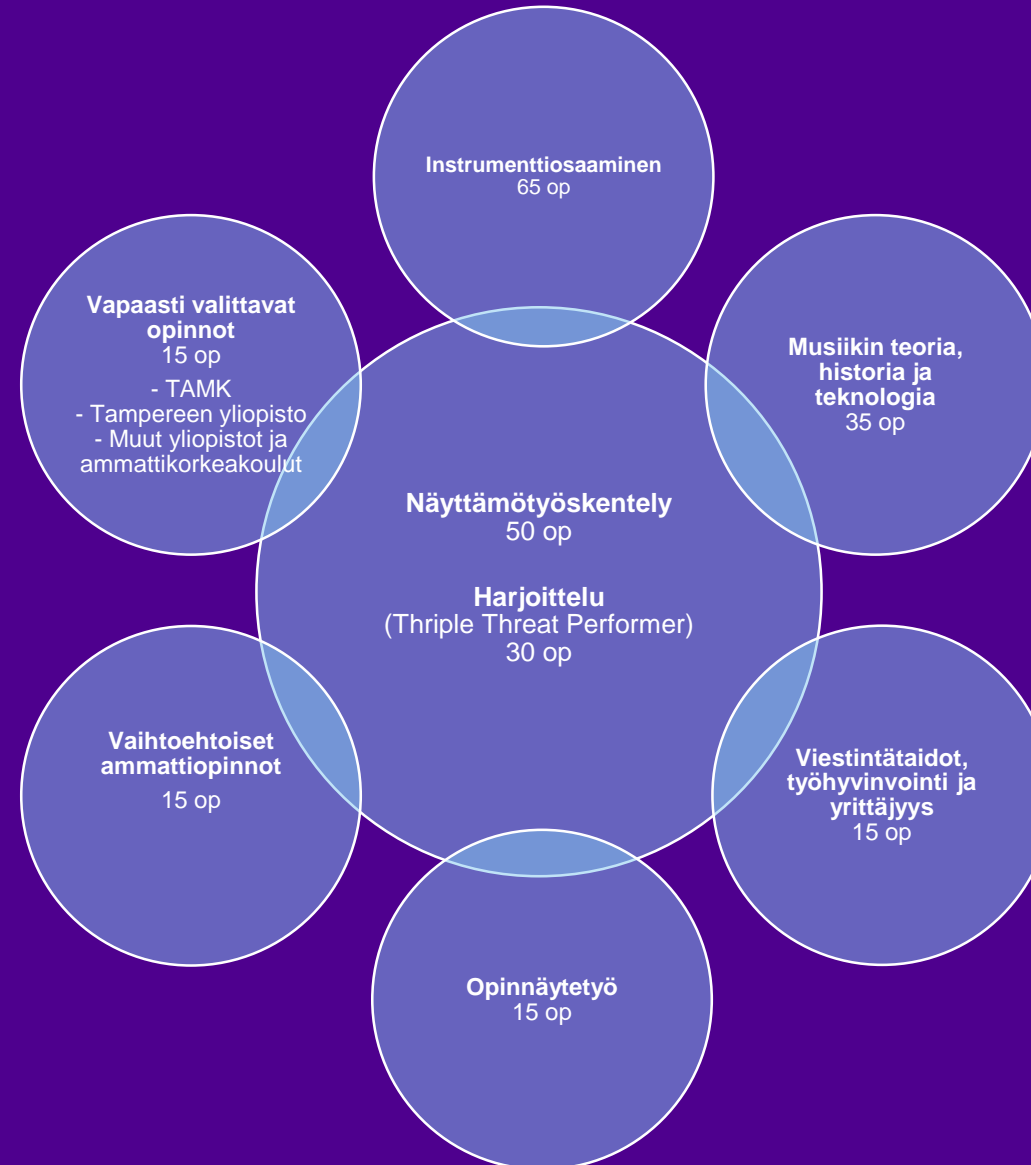 Instrumenttiosaaminen
65 op
Vapaasti valittavat
opinnot
15 op
- TAMK
- Tampereen yliopisto
- Muut yliopistot ja
ammattikorkeakoulut
Musiikin teoria,
historia ja
teknologia
35 op
Näyttämötyöskentely
50 op
Harjoittelu
(Thriple Threat Performer)
30 op
Vaihtoehtoiset
ammattiopinnot
15 op
Viestintätaidot,
työhyvinvointi ja
yrittäjyys
15 op
Opinnäytetyö
15 op